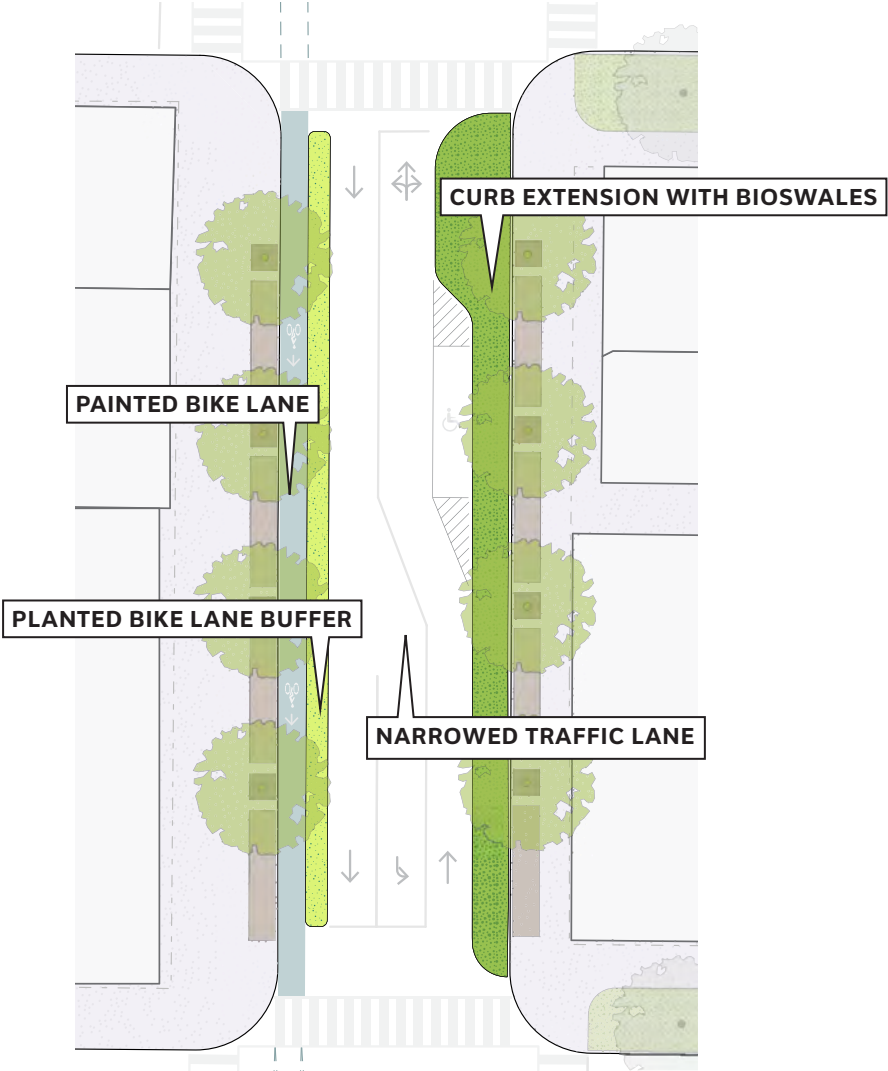 CURB EXTENSION WITH BIOSWALES
PAINTED BIKE LANE
PLANTED BIKE LANE BUFFER
NARROWED TRAFFIC LANE